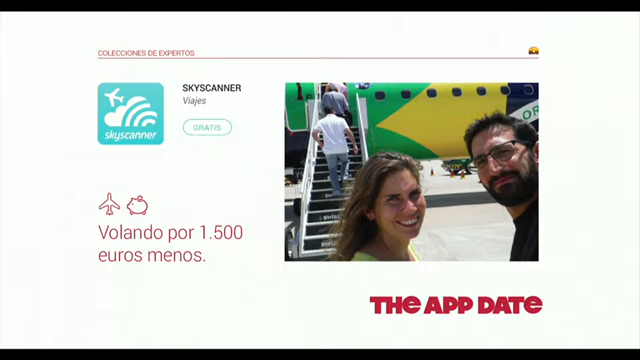 COLECCIONES DE EXPERTOS
SKYSCANNER
Viajes
skyscanner
GRATIS
Volando por 1.500
euros menos.
THE APP DATE